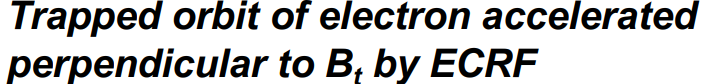 Trapped orbit of electron accelerated
perpendicular to Bₜ by ECRF